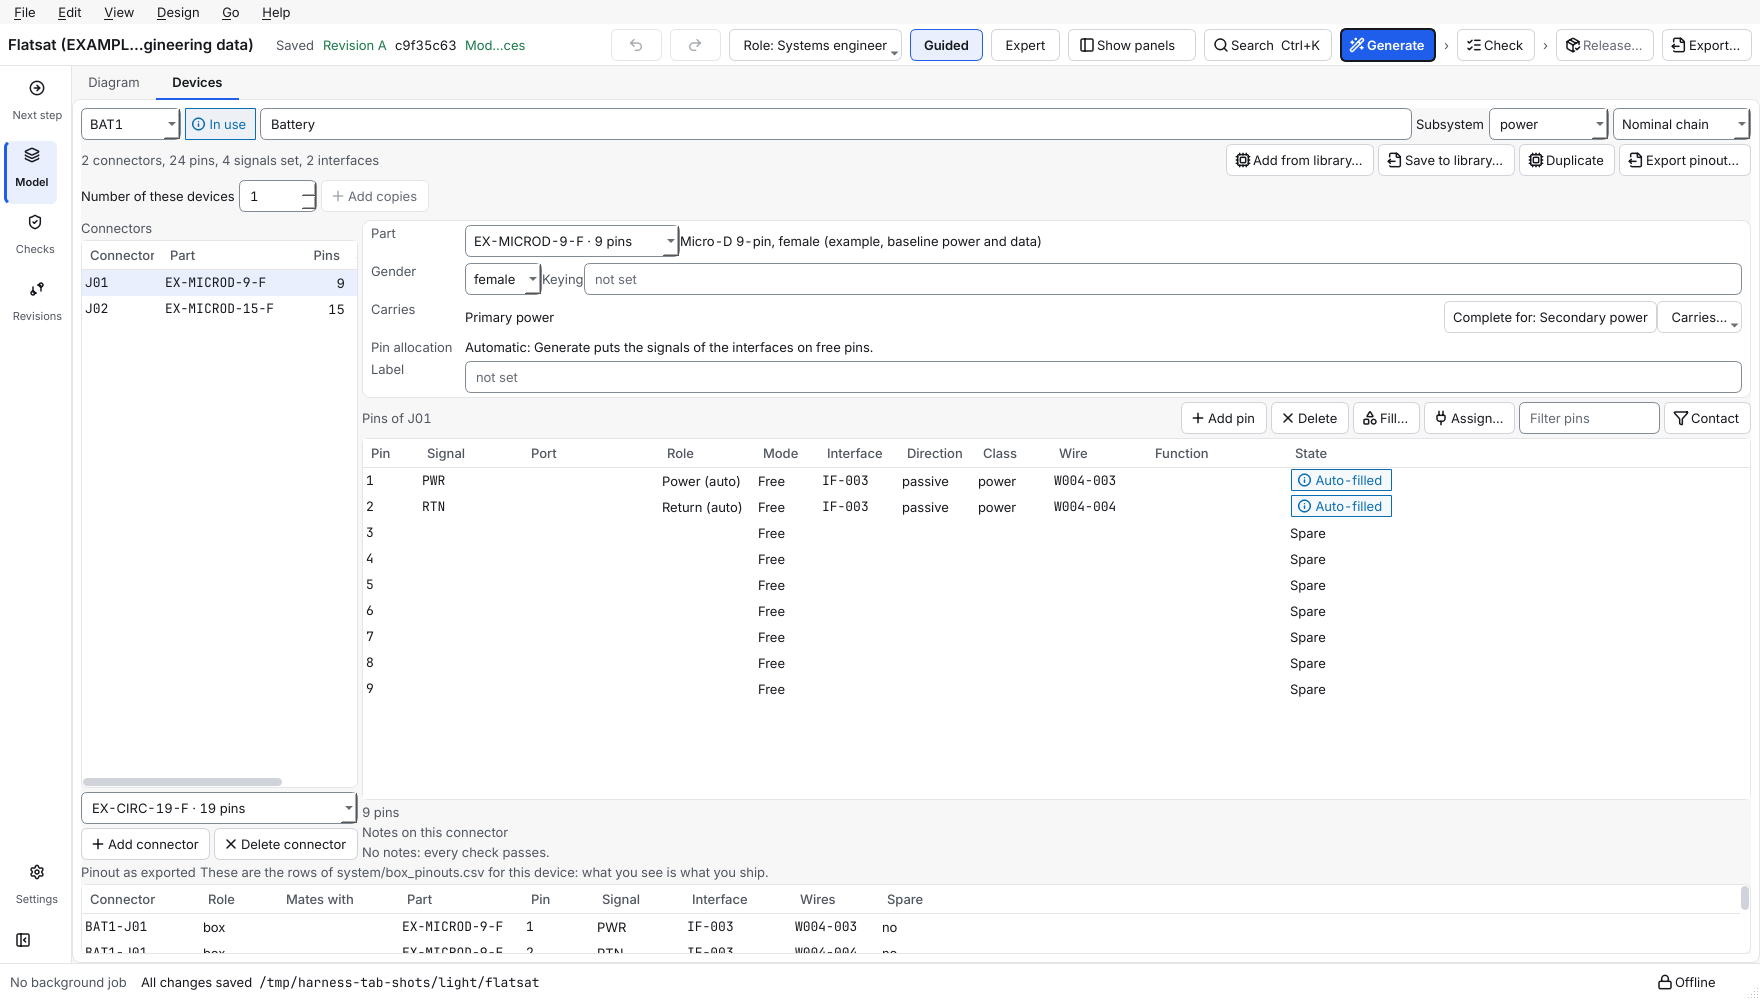 File Edit View Design Go Help
Flatsat (EXAMPL...gineering data) Saved Revision A c9f35c63 Mod...ces Role: Systems engineer Guided Expert Show panels Search Ctrl+K Generate › Check › Release... Export...
Next step
Model
Checks
Revisions
Settings
Diagram Devices
BAT1 In use Battery Subsystem power Nominal chain
2 connectors, 24 pins, 4 signals set, 2 interfaces Add from library... Save to library... Duplicate Export pinout...
Number of these devices 1 Add copies
Connectors
Connector Part Pins
J01 EX-MICROD-9-F 9
J02 EX-MICROD-15-F 15
EX-CIRC-19-F · 19 pins
Add connector Delete connector
Part EX-MICROD-9-F · 9 pins Micro-D 9-pin, female (example, baseline power and data)
Gender female Keying not set
Carries Primary power Complete for: Secondary power Carries...
Pin allocation Automatic: Generate puts the signals of the interfaces on free pins.
Label not set
Pins of J01 Add pin Delete Fill... Assign... Filter pins Contact
Pin Signal Port Role Mode Interface Direction Class Wire Function State
1 PWR Power (auto) Free IF-003 passive power W004-003 Auto-filled
2 RTN Return (auto) Free IF-003 passive power W004-004 Auto-filled
3 Free Spare
4 Free Spare
5 Free Spare
6 Free Spare
7 Free Spare
8 Free Spare
9 Free Spare
9 pins
Notes on this connector
No notes: every check passes.
Pinout as exported These are the rows of system/box_pinouts.csv for this device: what you see is what you ship.
Connector Role Mates with Part Pin Signal Interface Wires Spare
BAT1-J01 box EX-MICROD-9-F 1 PWR IF-003 W004-003 no
BAT1-J01 box EX-MICROD-9-F 2 RTN IF-003 W004-004 no
No background job All changes saved /tmp/harness-tab-shots/light/flatsat Offline